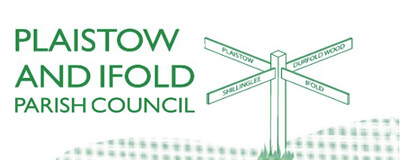 PLAISTOW
AND IFOLD
PARISH COUNCIL
PLAISTOW
DURFOLD WOOD
SHILLINGLEE
IFOLD